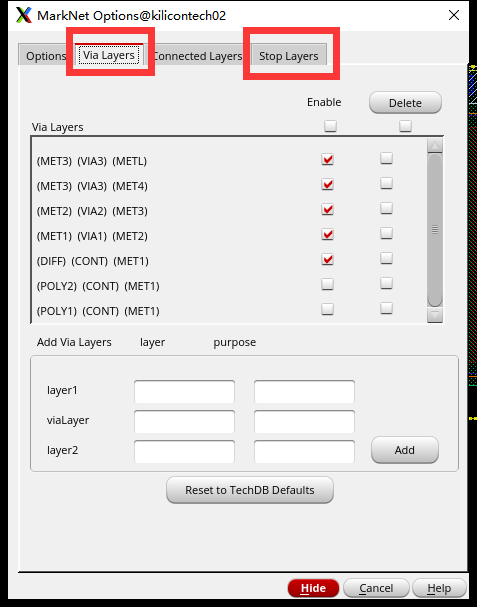 MarkNet Options@kilicontech02
Options Via Layers Connected Layers Stop Layers
Enable Delete
Via Layers
(MET3) (VIA3) (METL)
(MET3) (VIA3) (MET4)
(MET2) (VIA2) (MET3)
(MET1) (VIA1) (MET2)
(DIFF) (CONT) (MET1)
(POLY2) (CONT) (MET1)
(POLY1) (CONT) (MET1)
Add Via Layers layer purpose
layer1
viaLayer
layer2 Add
Reset to TechDB Defaults
Hide Cancel Help